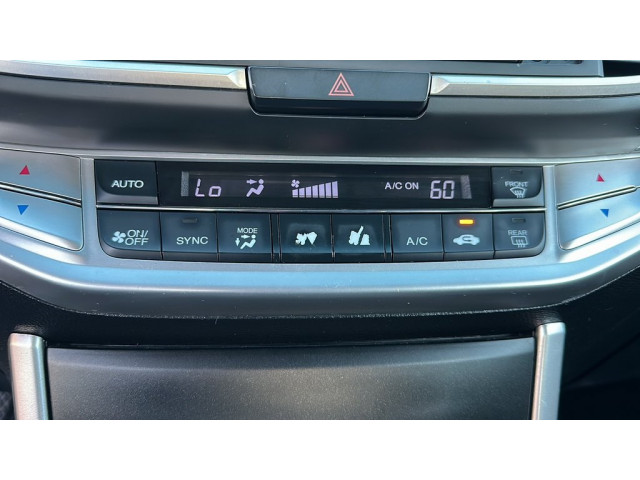 AUTO
Lo
A/C ON
60
FRONT
ON/
OFF
SYNC
MODE
A/C
REAR